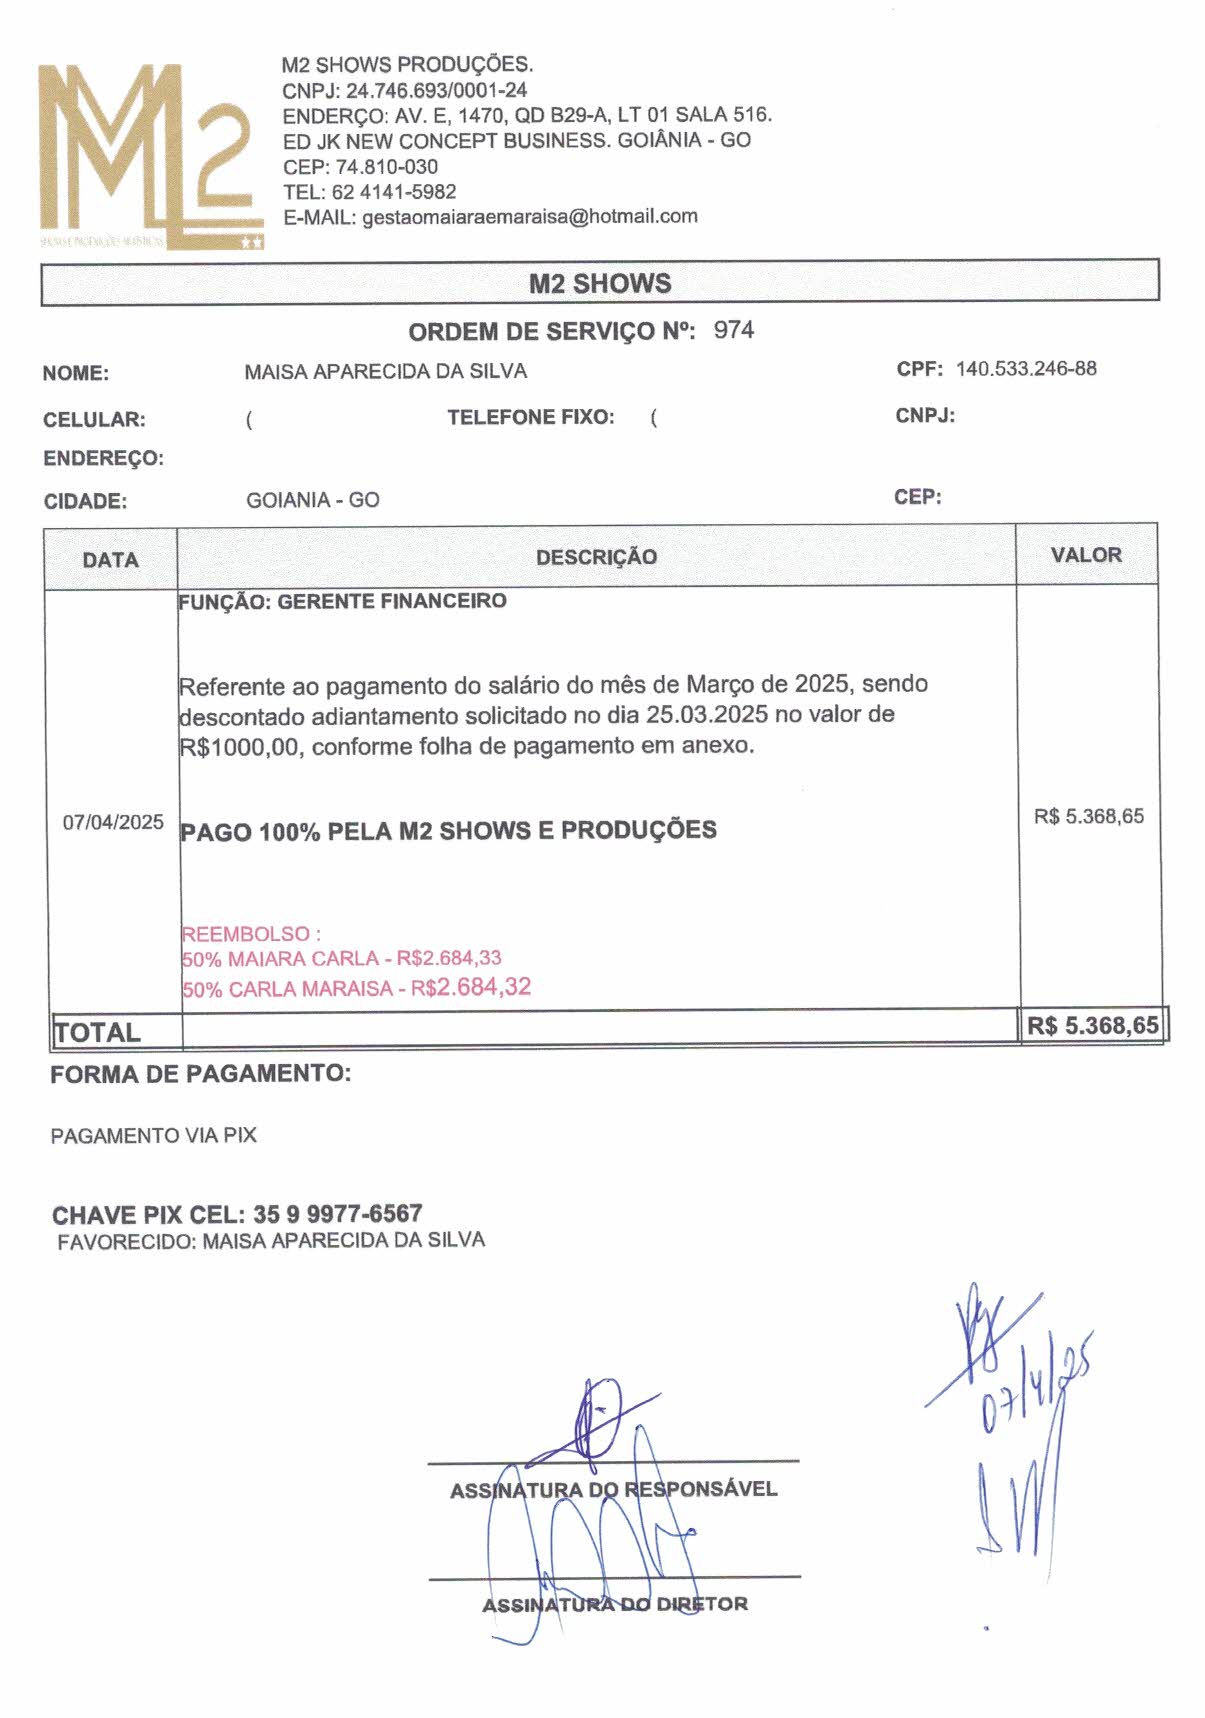 M2 SHOWS PRODUÇÕES.
CNPJ: 24.746.693/0001-24
ENDERÇO: AV. E, 1470, QD B29-A, LT 01 SALA 516.
ED JK NEW CONCEPT BUSINESS. GOIÂNIA - GO
CEP: 74.810-030
TEL: 62 4141-5982
E-MAIL: gestaomaiaraemaraisa@hotmail.com
M2
SHOWS E PRODUÇÕES ARTÍSTICAS
M2 SHOWS
ORDEM DE SERVIÇO Nº: 974
NOME: MAISA APARECIDA DA SILVA CPF: 140.533.246-88
CELULAR: ( TELEFONE FIXO: ( CNPJ:
ENDEREÇO:
CIDADE: GOIANIA - GO CEP:
DATA DESCRIÇÃO VALOR
FUNÇÃO: GERENTE FINANCEIRO
Referente ao pagamento do salário do mês de Março de 2025, sendo
descontado adiantamento solicitado no dia 25.03.2025 no valor de
R$1000,00, conforme folha de pagamento em anexo.
07/04/2025 PAGO 100% PELA M2 SHOWS E PRODUÇÕES R$ 5.368,65
REEMBOLSO :
50% MAIARA CARLA - R$2.684,33
50% CARLA MARAISA - R$2.684,32
TOTAL R$ 5.368,65
FORMA DE PAGAMENTO:
PAGAMENTO VIA PIX
CHAVE PIX CEL: 35 9 9977-6567
FAVORECIDO: MAISA APARECIDA DA SILVA
07/4/25
ASSINATURA DO RESPONSÁVEL
ASSINATURA DO DIRETOR